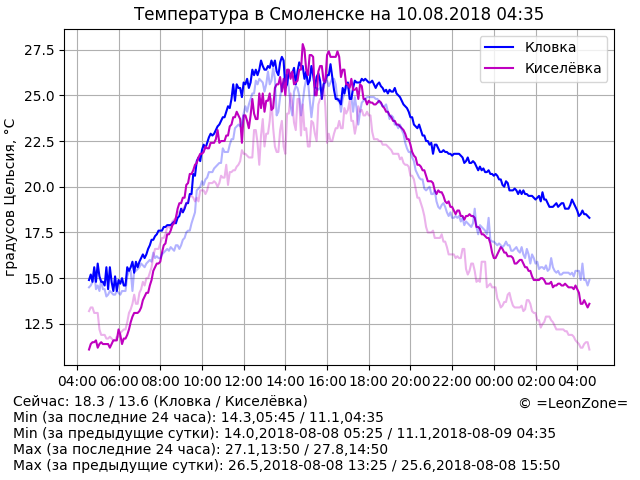 Температура в Смоленске на 10.08.2018 04:35
градусов Цельсия, °C
27.5
25.0
22.5
20.0
17.5
15.0
12.5
Кловка
Киселёвка
04:00 06:00 08:00 10:00 12:00 14:00 16:00 18:00 20:00 22:00 00:00 02:00 04:00
Сейчас: 18.3 / 13.6 (Кловка / Киселёвка)
© =LeonZone=
Min (за последние 24 часа): 14.3,05:45 / 11.1,04:35
Min (за предыдущие сутки): 14.0,2018-08-08 05:25 / 11.1,2018-08-09 04:35
Max (за последние 24 часа): 27.1,13:50 / 27.8,14:50
Max (за предыдущие сутки): 26.5,2018-08-08 13:25 / 25.6,2018-08-08 15:50